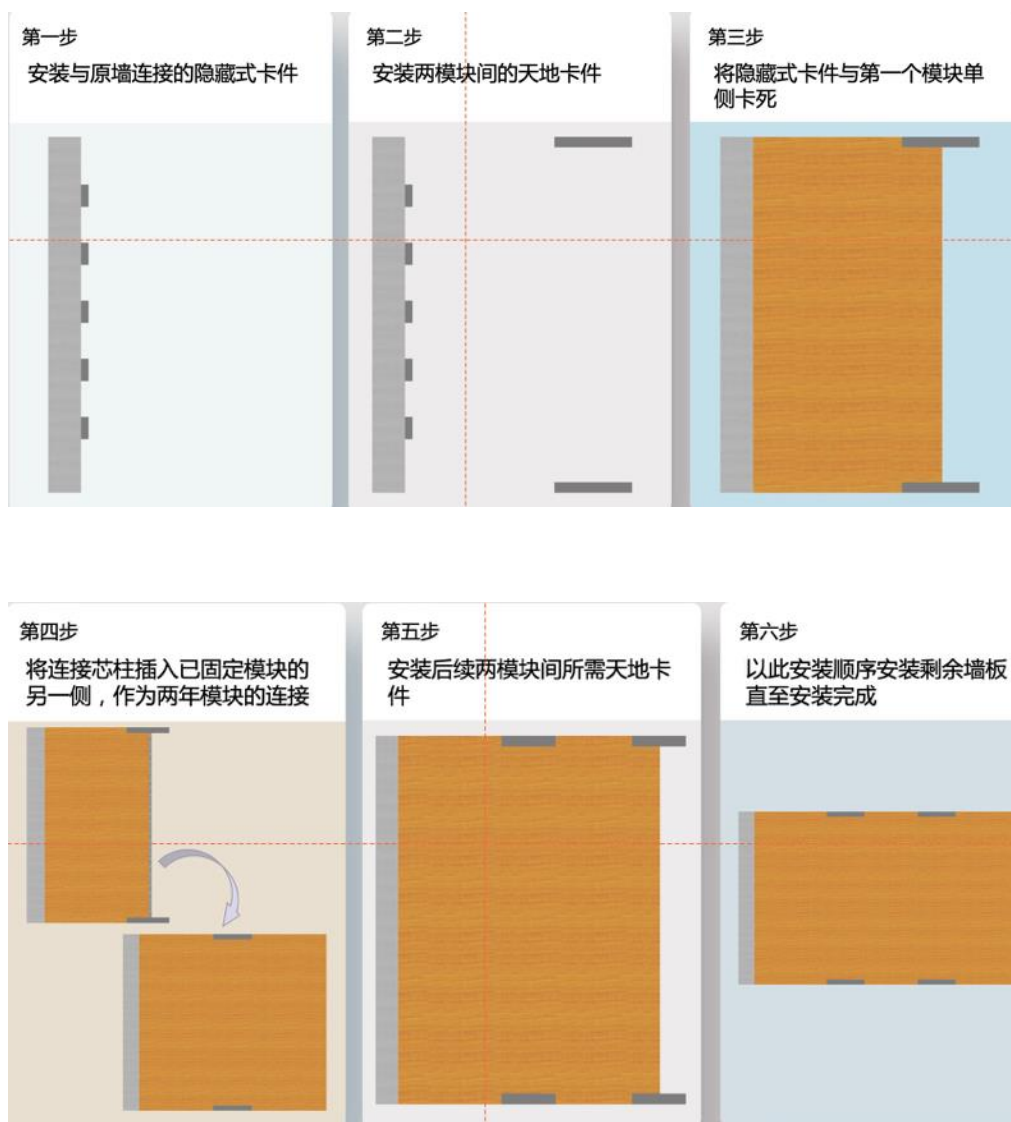 第一步
安装与原墙连接的隐藏式卡件
第二步
安装两模块间的天地卡件
第三步
将隐藏式卡件与第一个模块单
侧卡死
第四步
将连接芯柱插入已固定模块的
另一侧，作为两年模块的连接
第五步
安装后续两模块间所需天地卡
件
第六步
以此安装顺序安装剩余墙板
直至安装完成